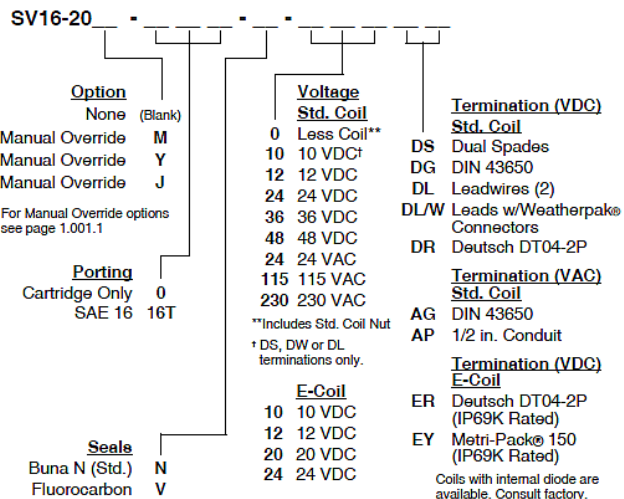 SV16-20__ - __ __ __ - __ - __ __ __ __ __
Option
None (Blank)
Manual Override M
Manual Override Y
Manual Override J
For Manual Override options
see page 1.001.1
Porting
Cartridge Only 0
SAE 16 16T
Seals
Buna N (Std.) N
Fluorocarbon V
Voltage
Std. Coil
0 Less Coil**
10 10 VDC†
12 12 VDC
24 24 VDC
36 36 VDC
48 48 VDC
24 24 VAC
115 115 VAC
230 230 VAC
**Includes Std. Coil Nut
† DS, DW or DL
terminations only.
E-Coil
10 10 VDC
12 12 VDC
20 20 VDC
24 24 VDC
Termination (VDC)
Std. Coil
DS Dual Spades
DG DIN 43650
DL Leadwires (2)
DL/W Leads w/Weatherpak®
Connectors
DR Deutsch DT04-2P
Termination (VAC)
Std. Coil
AG DIN 43650
AP 1/2 in. Conduit
Termination (VDC)
E-Coil
ER Deutsch DT04-2P
(IP69K Rated)
EY Metri-Pack® 150
(IP69K Rated)
Coils with internal diode are
available. Consult factory.